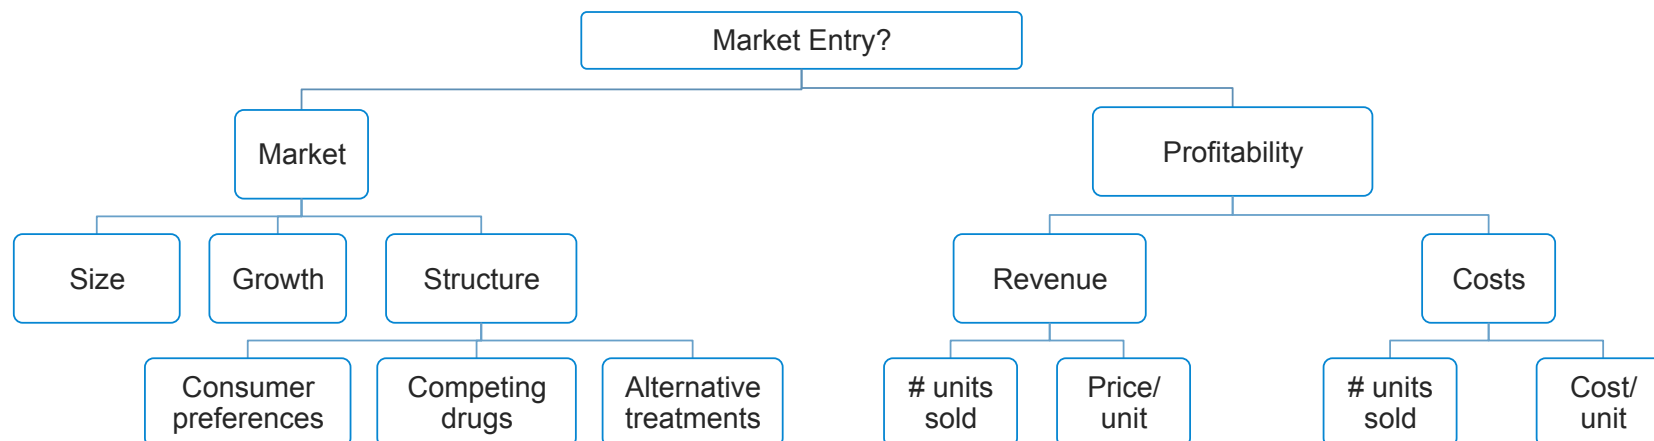 Market Entry?
Market
Profitability
Size
Growth
Structure
Revenue
Costs
Consumer
preferences
Competing
drugs
Alternative
treatments
# units
sold
Price/
unit
# units
sold
Cost/
unit